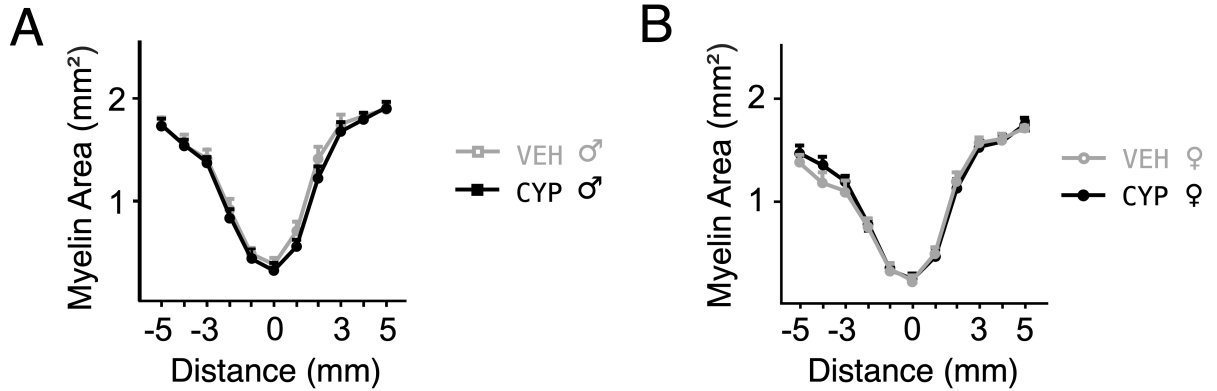 A
Myelin Area (mm²)
2
1
-5 -3 0 3 5
Distance (mm)
VEH ♂
CYP ♂
B
Myelin Area (mm²)
2
1
-5 -3 0 3 5
Distance (mm)
VEH ♀
CYP ♀